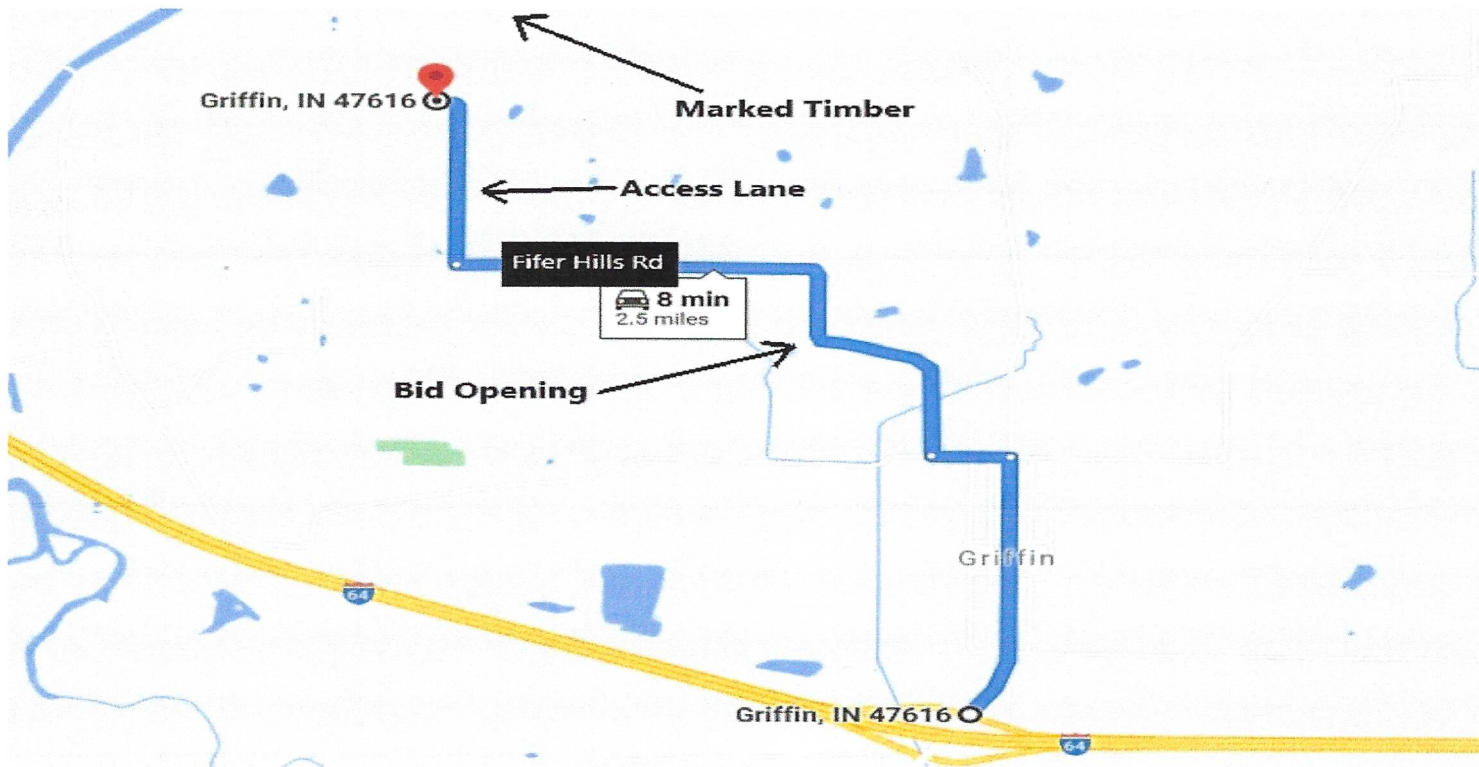 Marked Timber
Griffin, IN 47616
Access Lane
Fifer Hills Rd
8 min
2.5 miles
Bid Opening
Griffin
64
Griffin, IN 47616
64